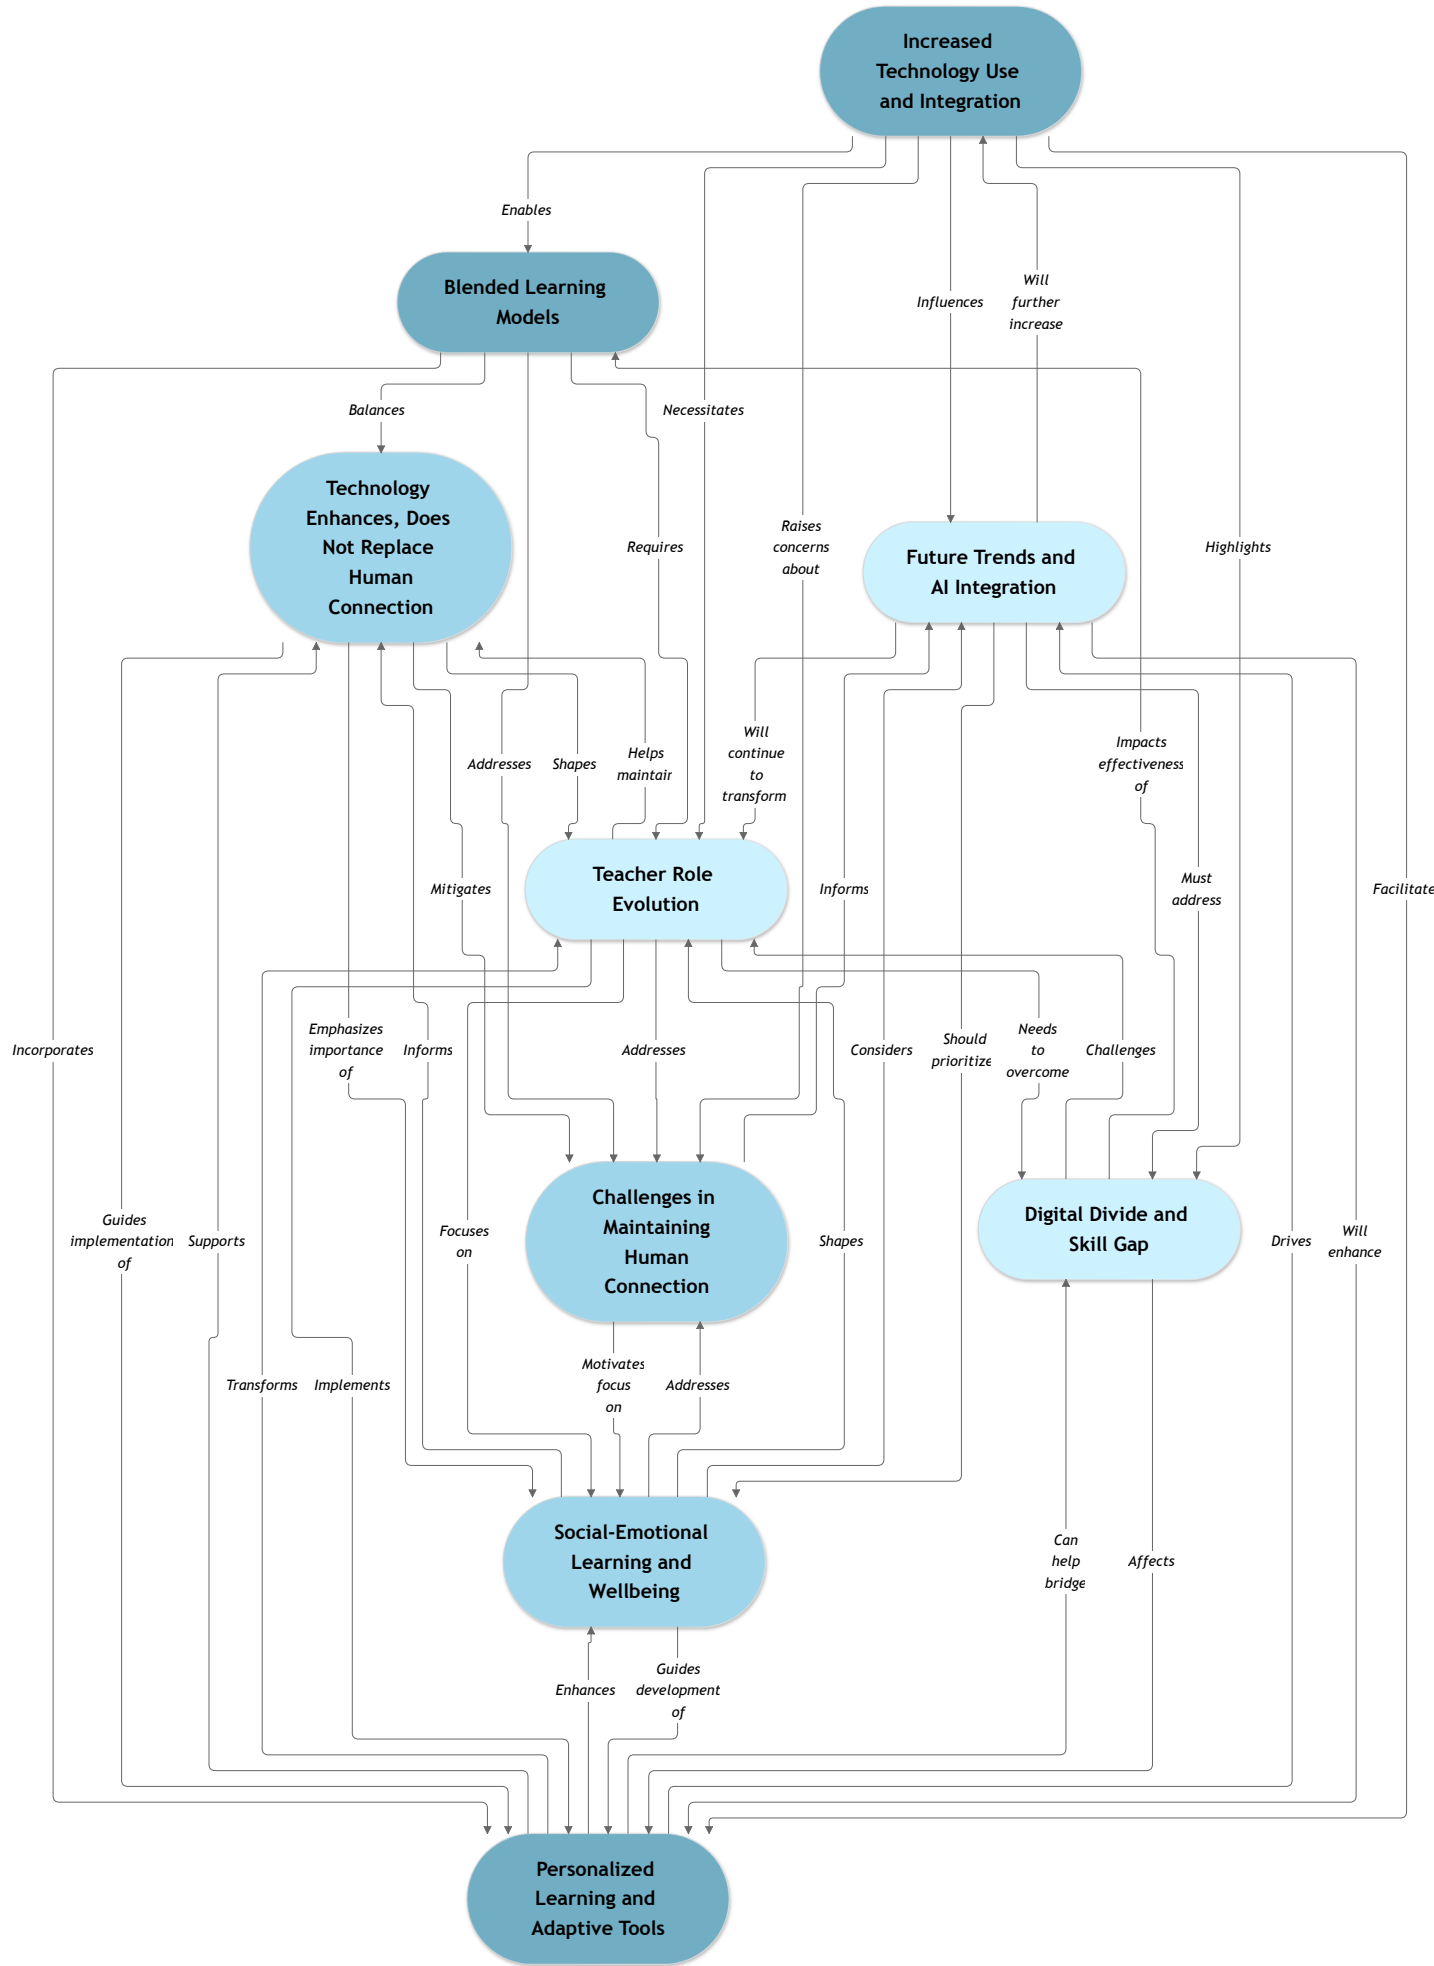 Increased
Technology Use
and Integration
Enables
Blended Learning
Models
Influences
Will
further
increase
Balances
Necessitates
Technology
Enhances, Does
Not Replace
Human
Connection
Requires
Raises
concerns
about
Future Trends and
AI Integration
Highlights
Addresses
Shapes
Helps
maintair
Will
continue
to
transform
Impacts
effectiveness
of
Mitigates
Teacher Role
Evolution
Informs
Must
address
Facilitate
Incorporates
Emphasizes
importance
of
Informs
Addresses
Considers
Should
prioritize
Needs
to
overcome
Challenges
Guides
implementation
of
Supports
Focuses
on
Challenges in
Maintaining
Human
Connection
Shapes
Digital Divide and
Skill Gap
Drives
Will
enhance
Transforms
Implements
Motivates
focus
on
Addresses
Social-Emotional
Learning and
Wellbeing
Can
help
bridge
Affects
Enhances
Guides
development
of
Personalized
Learning and
Adaptive Tools